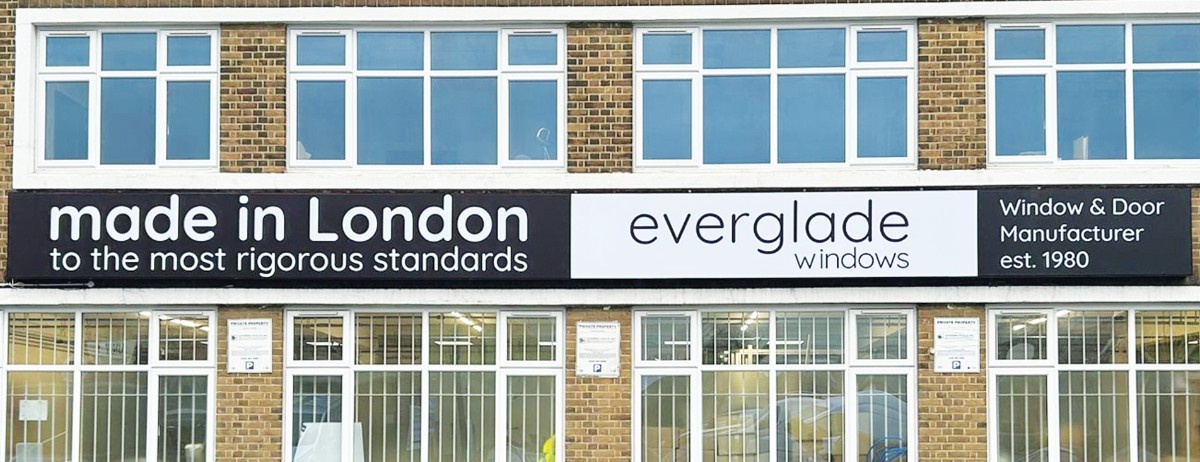 made in London
to the most rigorous standards
everglade
windows
Window & Door
Manufacturer
est. 1980
PRIVATE PROPERTY
P
PRIVATE PROPERTY
P
PRIVATE PROPERTY
P